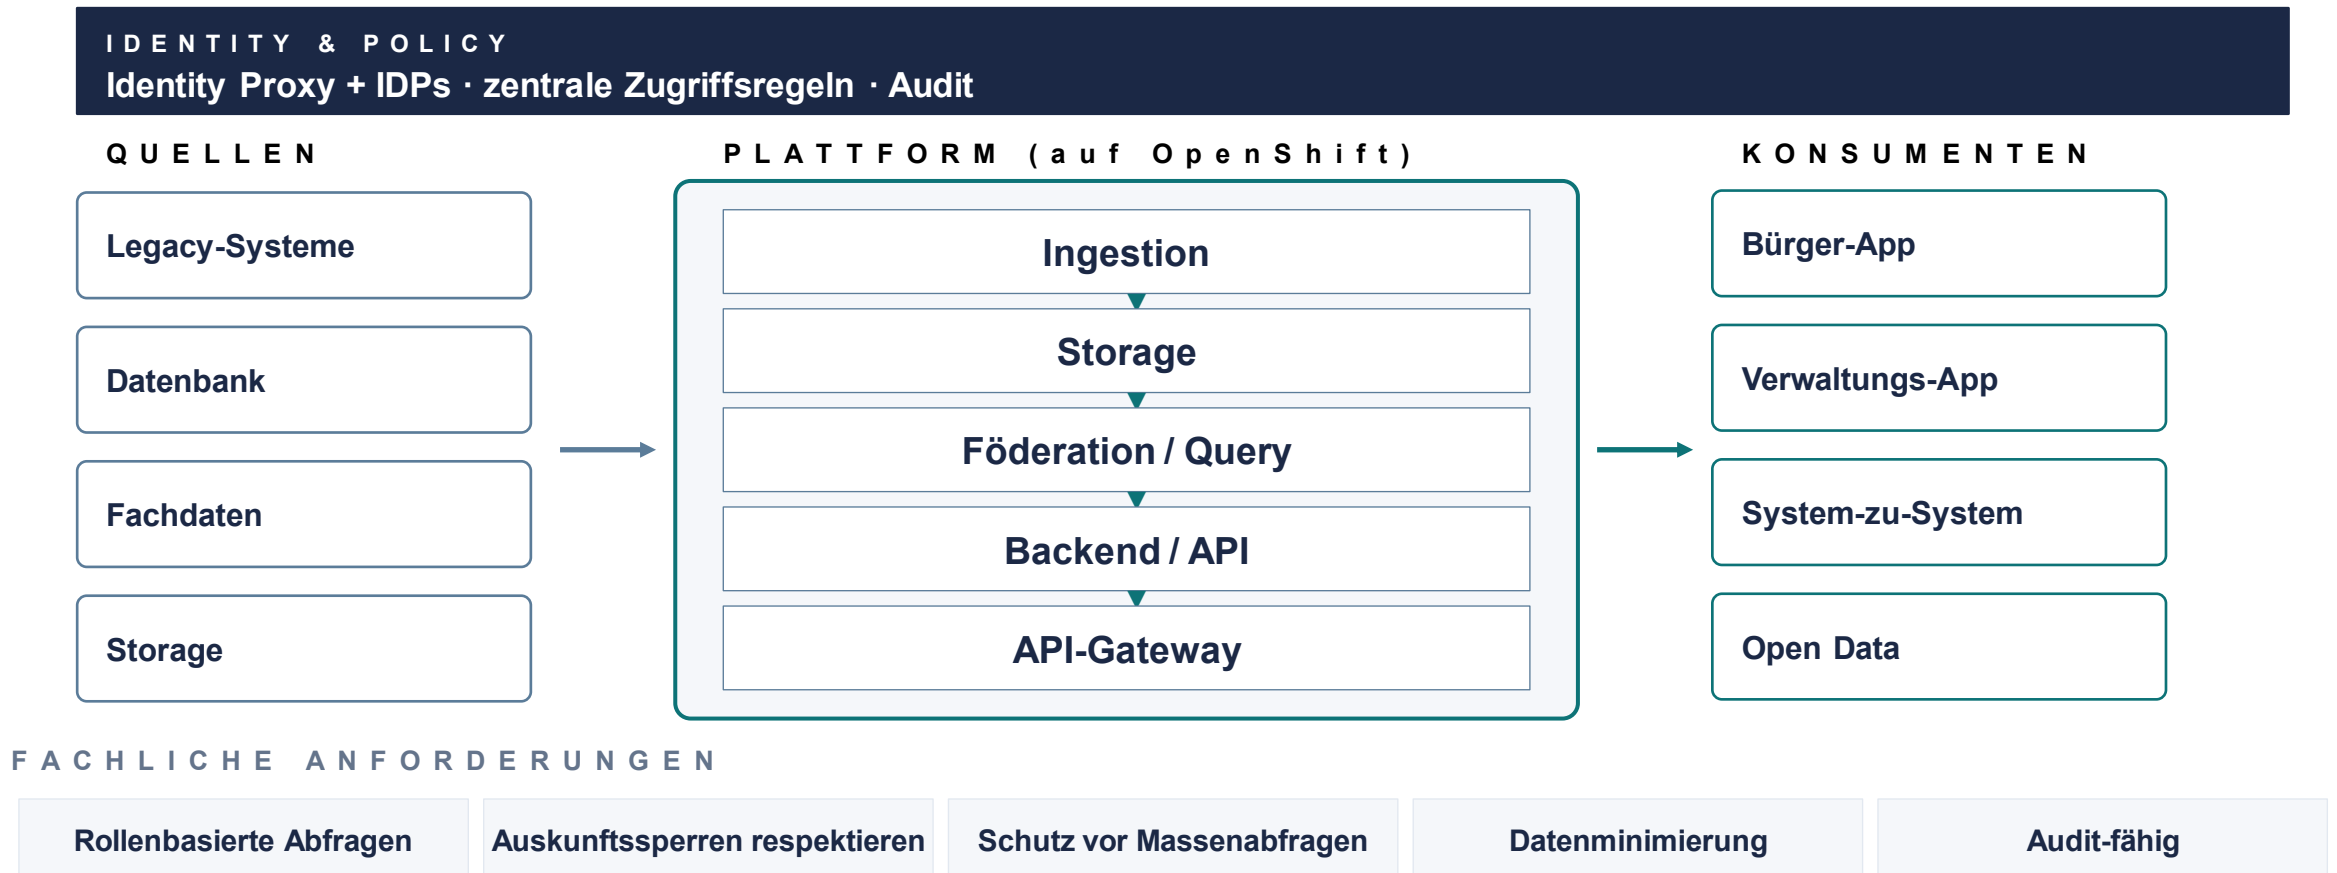 IDENTITY & POLICY
Identity Proxy + IDPs · zentrale Zugriffsregeln · Audit
QUELLEN
Legacy-Systeme
Datenbank
Fachdaten
Storage
PLATTFORM (auf OpenShift)
Ingestion
Storage
Föderation / Query
Backend / API
API-Gateway
KONSUMENTEN
Bürger-App
Verwaltungs-App
System-zu-System
Open Data
FACHLICHE ANFORDERUNGEN
Rollenbasierte Abfragen
Auskunftssperren respektieren
Schutz vor Massenabfragen
Datenminimierung
Audit-fähig